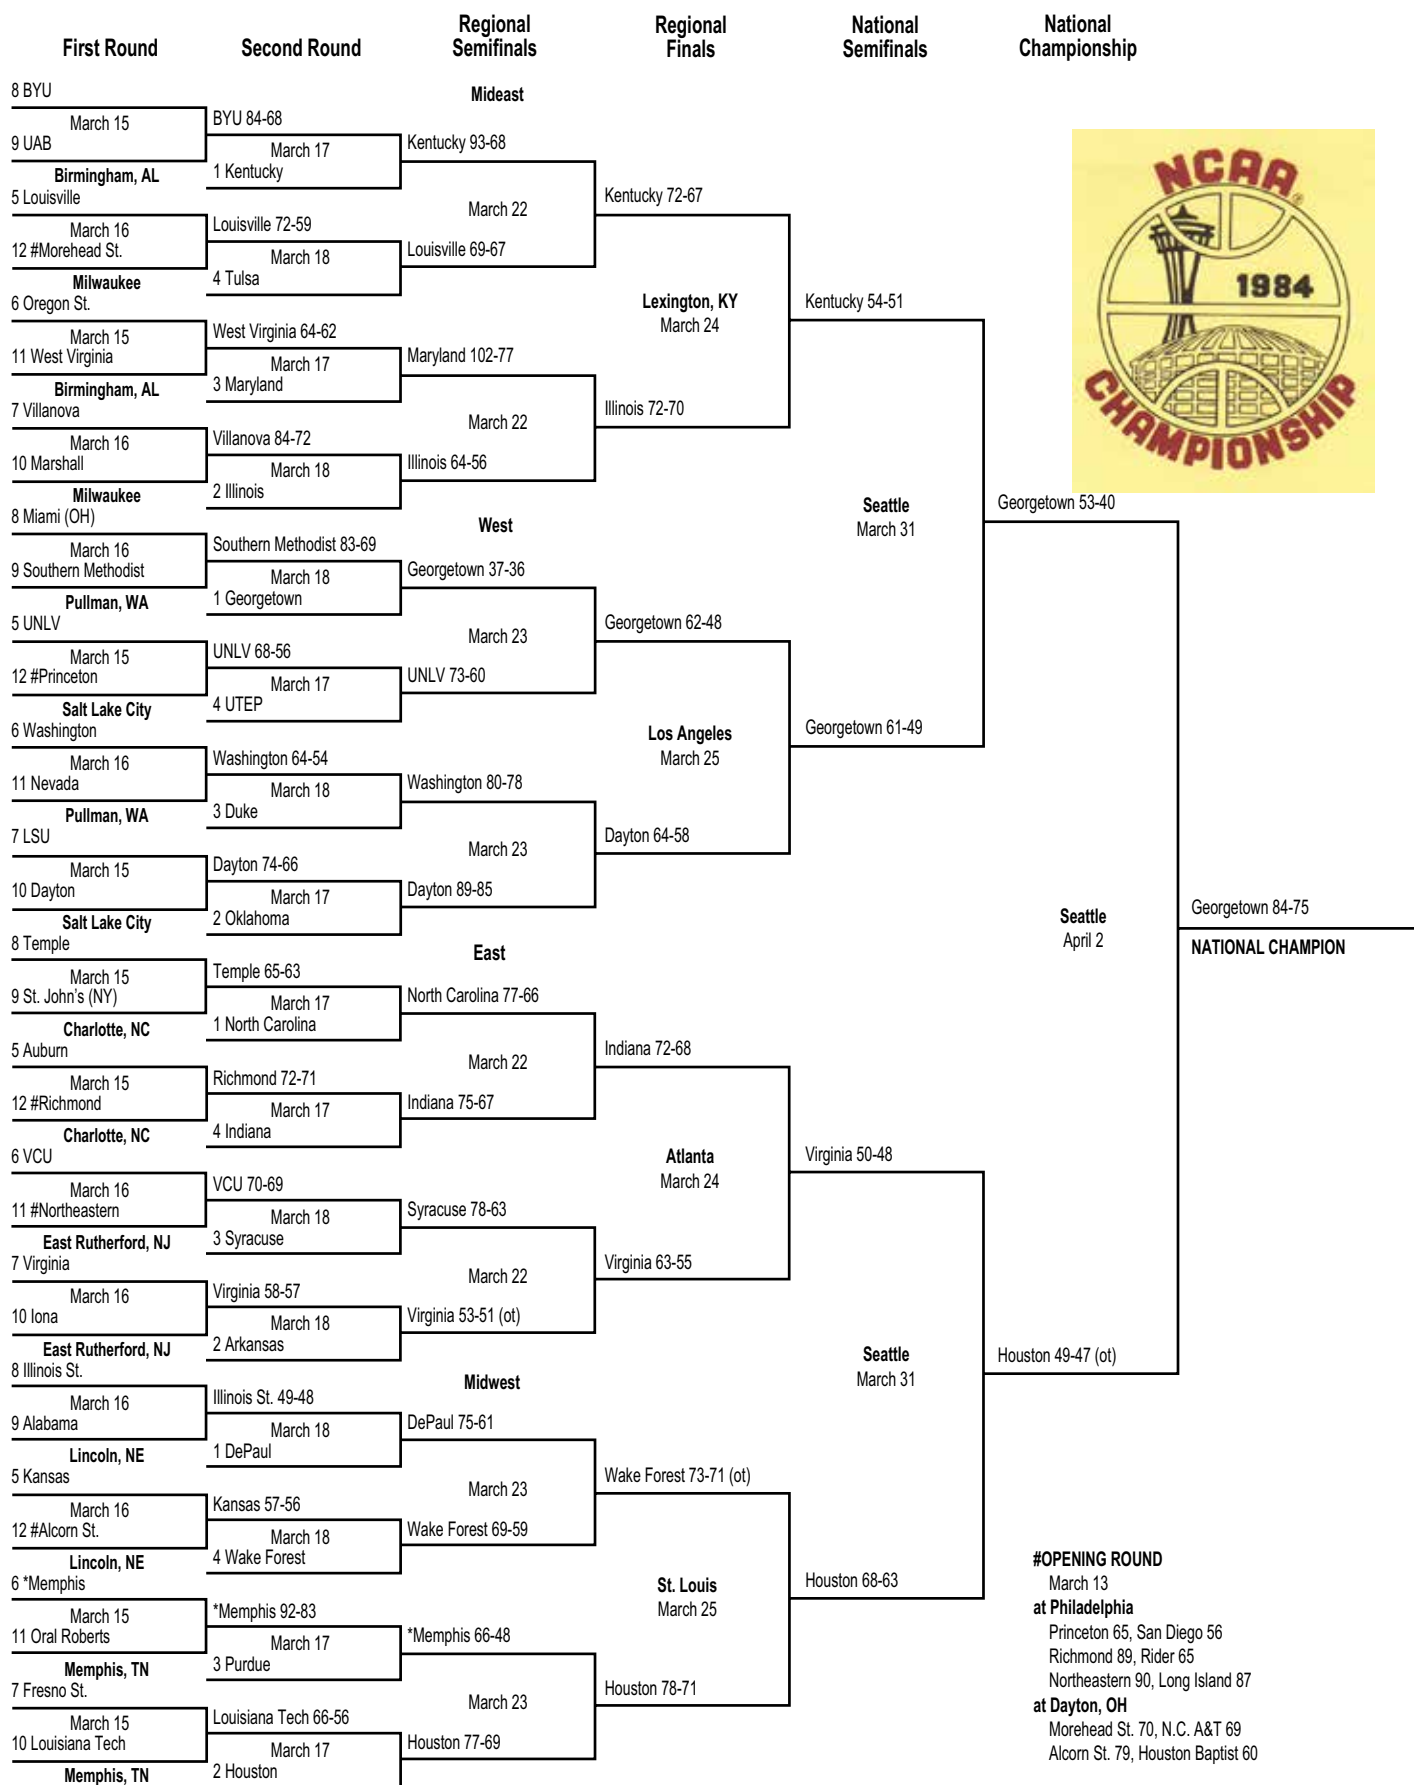 First Round
Second Round
Regional
Semifinals
Regional
Finals
National
Semifinals
National
Championship
Mideast
8 BYU
March 15
9 UAB
Birmingham, AL
5 Louisville
March 16
12 #Morehead St.
Milwaukee
6 Oregon St.
March 15
11 West Virginia
Birmingham, AL
7 Villanova
March 16
10 Marshall
Milwaukee
8 Miami (OH)
March 16
9 Southern Methodist
Pullman, WA
5 UNLV
March 15
12 #Princeton
Salt Lake City
6 Washington
March 16
11 Nevada
Pullman, WA
7 LSU
March 15
10 Dayton
Salt Lake City
8 Temple
March 15
9 St. John's (NY)
Charlotte, NC
5 Auburn
March 15
12 #Richmond
Charlotte, NC
6 VCU
March 16
11 #Northeastern
East Rutherford, NJ
7 Virginia
March 16
10 Iona
East Rutherford, NJ
8 Illinois St.
March 16
9 Alabama
Lincoln, NE
5 Kansas
March 16
12 #Alcorn St.
Lincoln, NE
6 *Memphis
March 15
11 Oral Roberts
Memphis, TN
7 Fresno St.
March 15
10 Louisiana Tech
Memphis, TN
BYU 84-68
March 17
1 Kentucky
Louisville 72-59
March 18
4 Tulsa
West Virginia 64-62
March 17
3 Maryland
Villanova 84-72
March 18
2 Illinois
Southern Methodist 83-69
March 18
1 Georgetown
UNLV 68-56
March 17
4 UTEP
Washington 64-54
March 18
3 Duke
Dayton 74-66
March 17
2 Oklahoma
Temple 65-63
March 17
1 North Carolina
Richmond 72-71
March 17
4 Indiana
VCU 70-69
March 18
3 Syracuse
Virginia 58-57
March 18
2 Arkansas
Illinois St. 49-48
March 18
1 DePaul
Kansas 57-56
March 18
4 Wake Forest
*Memphis 92-83
March 17
3 Purdue
Louisiana Tech 66-56
March 17
2 Houston
Kentucky 93-68
March 22
Louisville 69-67
Maryland 102-77
March 22
Illinois 64-56
West
Georgetown 37-36
March 23
UNLV 73-60
Washington 80-78
March 23
Dayton 89-85
East
North Carolina 77-66
March 22
Indiana 75-67
Syracuse 78-63
March 22
Virginia 53-51 (ot)
Midwest
DePaul 75-61
March 23
Wake Forest 69-59
*Memphis 66-48
March 23
Houston 77-69
Kentucky 72-67
Lexington, KY
March 24
Illinois 72-70
Georgetown 62-48
Los Angeles
March 25
Dayton 64-58
Indiana 72-68
Atlanta
March 24
Virginia 63-55
Wake Forest 73-71 (ot)
St. Louis
March 25
Houston 78-71
Kentucky 54-51
Seattle
March 31
Georgetown 61-49
Virginia 50-48
Seattle
March 31
Houston 68-63
Georgetown 53-40
Seattle
April 2
Houston 49-47 (ot)
Georgetown 84-75
NATIONAL CHAMPION
NCAA®
1984
CHAMPIONSHIP
#OPENING ROUND
March 13
at Philadelphia
Princeton 65, San Diego 56
Richmond 89, Rider 65
Northeastern 90, Long Island 87
at Dayton, OH
Morehead St. 70, N.C. A&T 69
Alcorn St. 79, Houston Baptist 60